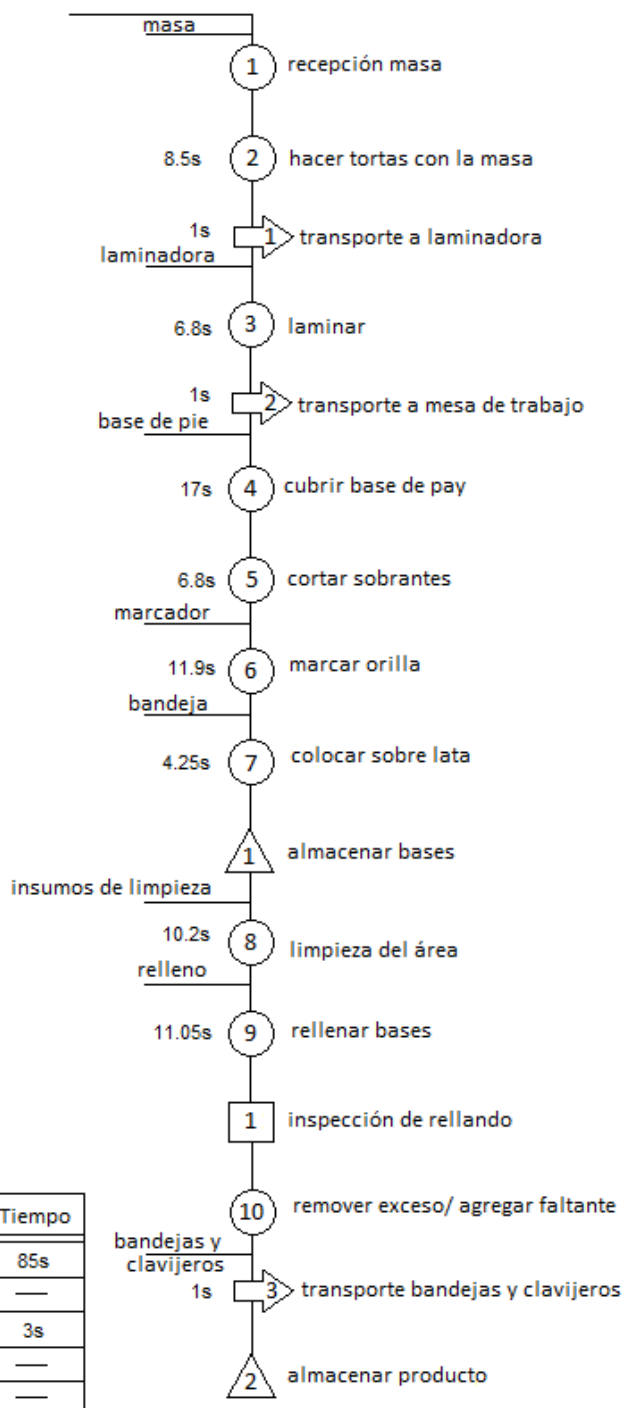 masa
1 recepción masa
8.5s 2 hacer tortas con la masa
1s 1 transporte a laminadora
laminadora
6.8s 3 laminar
1s 2 transporte a mesa de trabajo
base de pie
17s 4 cubrir base de pay
6.8s 5 cortar sobrantes
marcador
11.9s 6 marcar orilla
bandeja
4.25s 7 colocar sobre lata
1 almacenar bases
insumos de limpieza
10.2s 8 limpieza del área
relleno
11.05s 9 rellenar bases
1 inspección de rellando
10 remover exceso/ agregar faltante
bandejas y
clavijeros
1s 3 transporte bandejas y clavijeros
2 almacenar producto
Tiempo
85s
—
3s
—
—